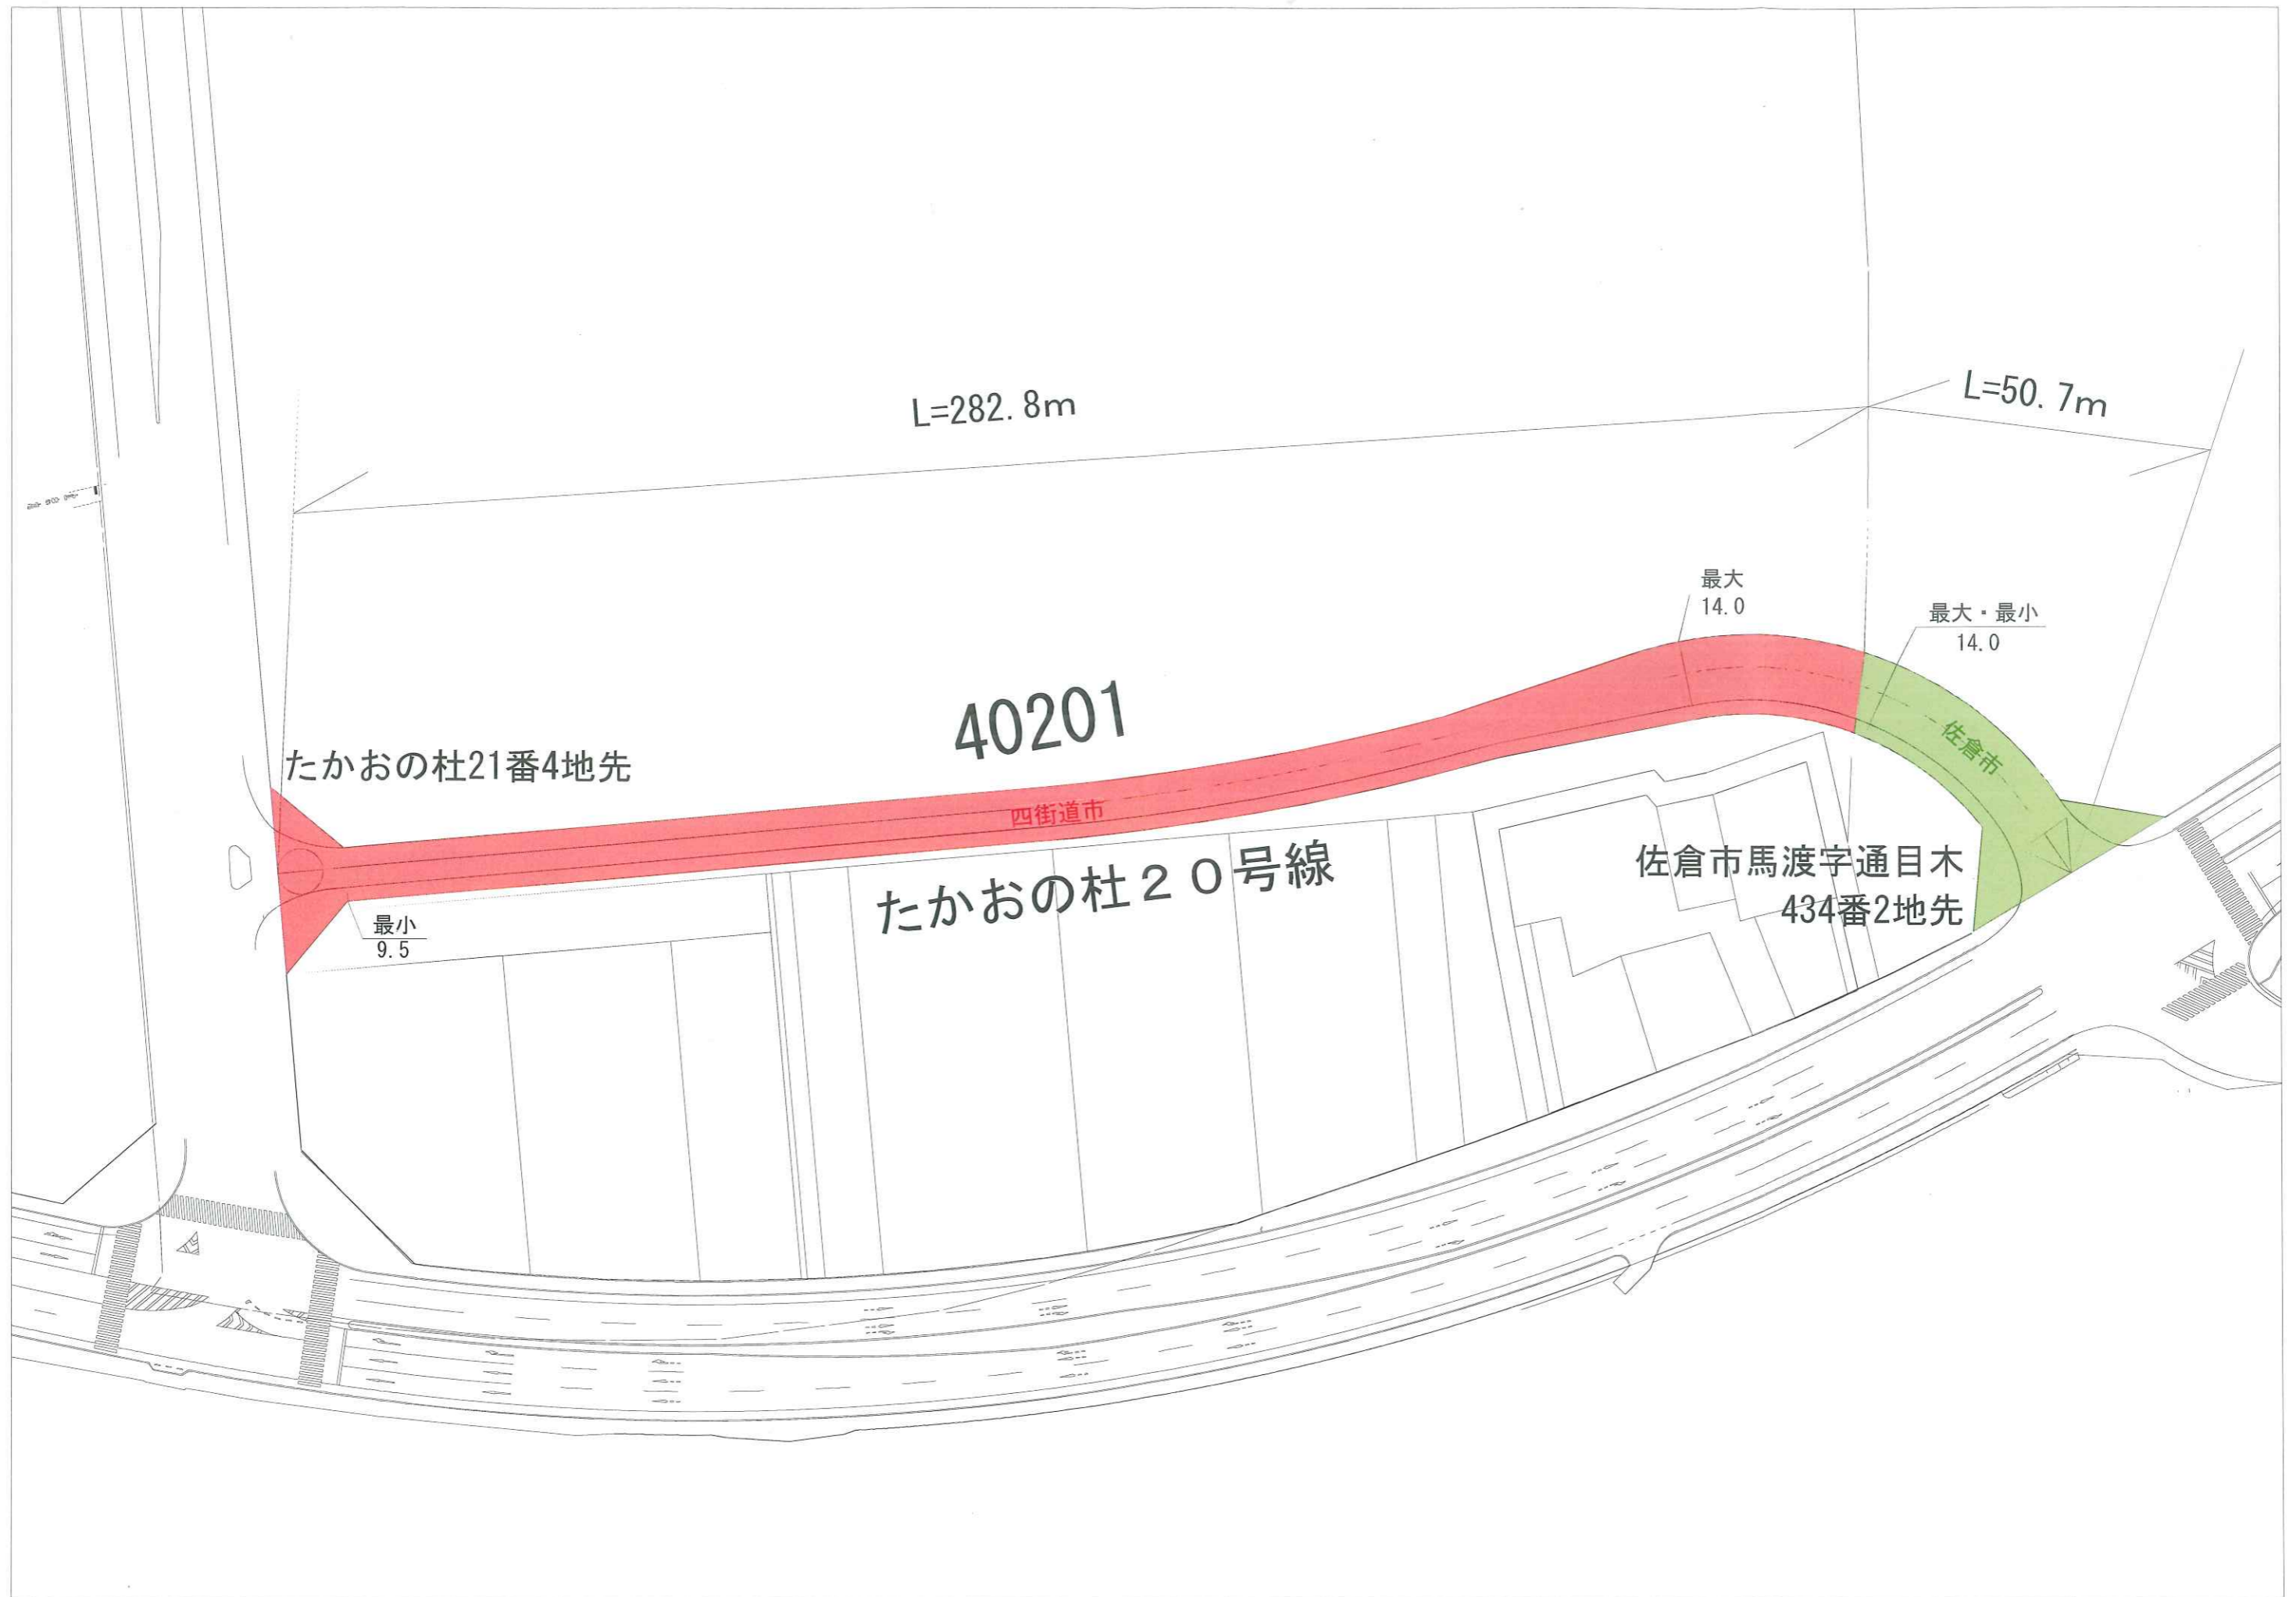 L=282.8m
L=50.7m
最大
14.0
最大・最小
14.0
40201
たかおの杜21番4地先
四街道市
佐倉市
たかおの杜２０号線
佐倉市馬渡字通目木
434番2地先
最小
9.5